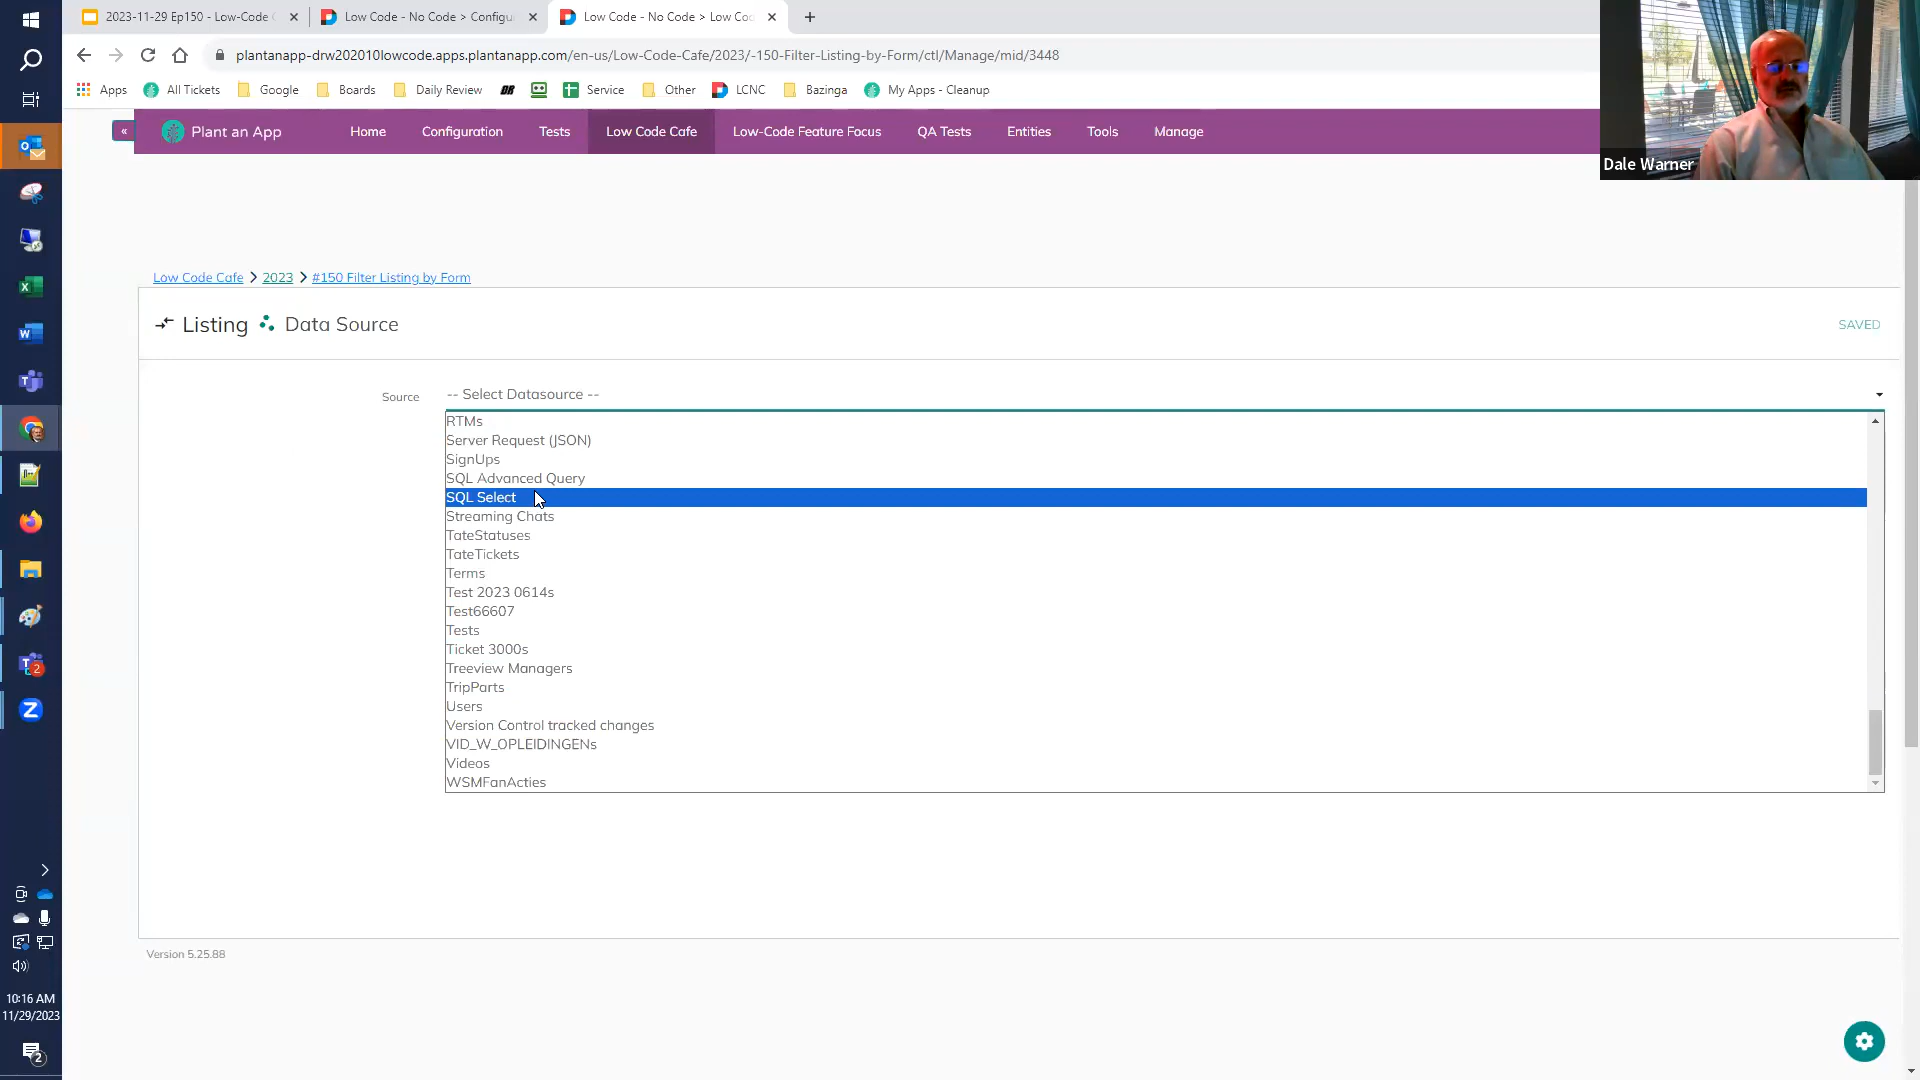 2023-11-29 Ep150 - Low-Code C
Low Code - No Code > Configu
Low Code - No Code > Low Co
plantanapp-drw202010lowcode.apps.plantanapp.com/en-us/Low-Code-Cafe/2023/-150-Filter-Listing-by-Form/ctl/Manage/mid/3448
Apps All Tickets Google Boards Daily Review DR Service Other LCNC Bazinga My Apps - Cleanup
« Plant an App Home Configuration Tests Low Code Cafe Low-Code Feature Focus QA Tests Entities Tools Manage
Dale Warner
Low Code Cafe > 2023 > #150 Filter Listing by Form
Listing Data Source SAVED
Source -- Select Datasource --
RTMs
Server Request (JSON)
SignUps
SQL Advanced Query
SQL Select
Streaming Chats
TateStatuses
TateTickets
Terms
Test 2023 0614s
Test66607
Tests
Ticket 3000s
Treeview Managers
TripParts
Users
Version Control tracked changes
VID_W_OPLEIDINGENs
Videos
WSMFanActies
Version 5.25.88
10:16 AM
11/29/2023
2